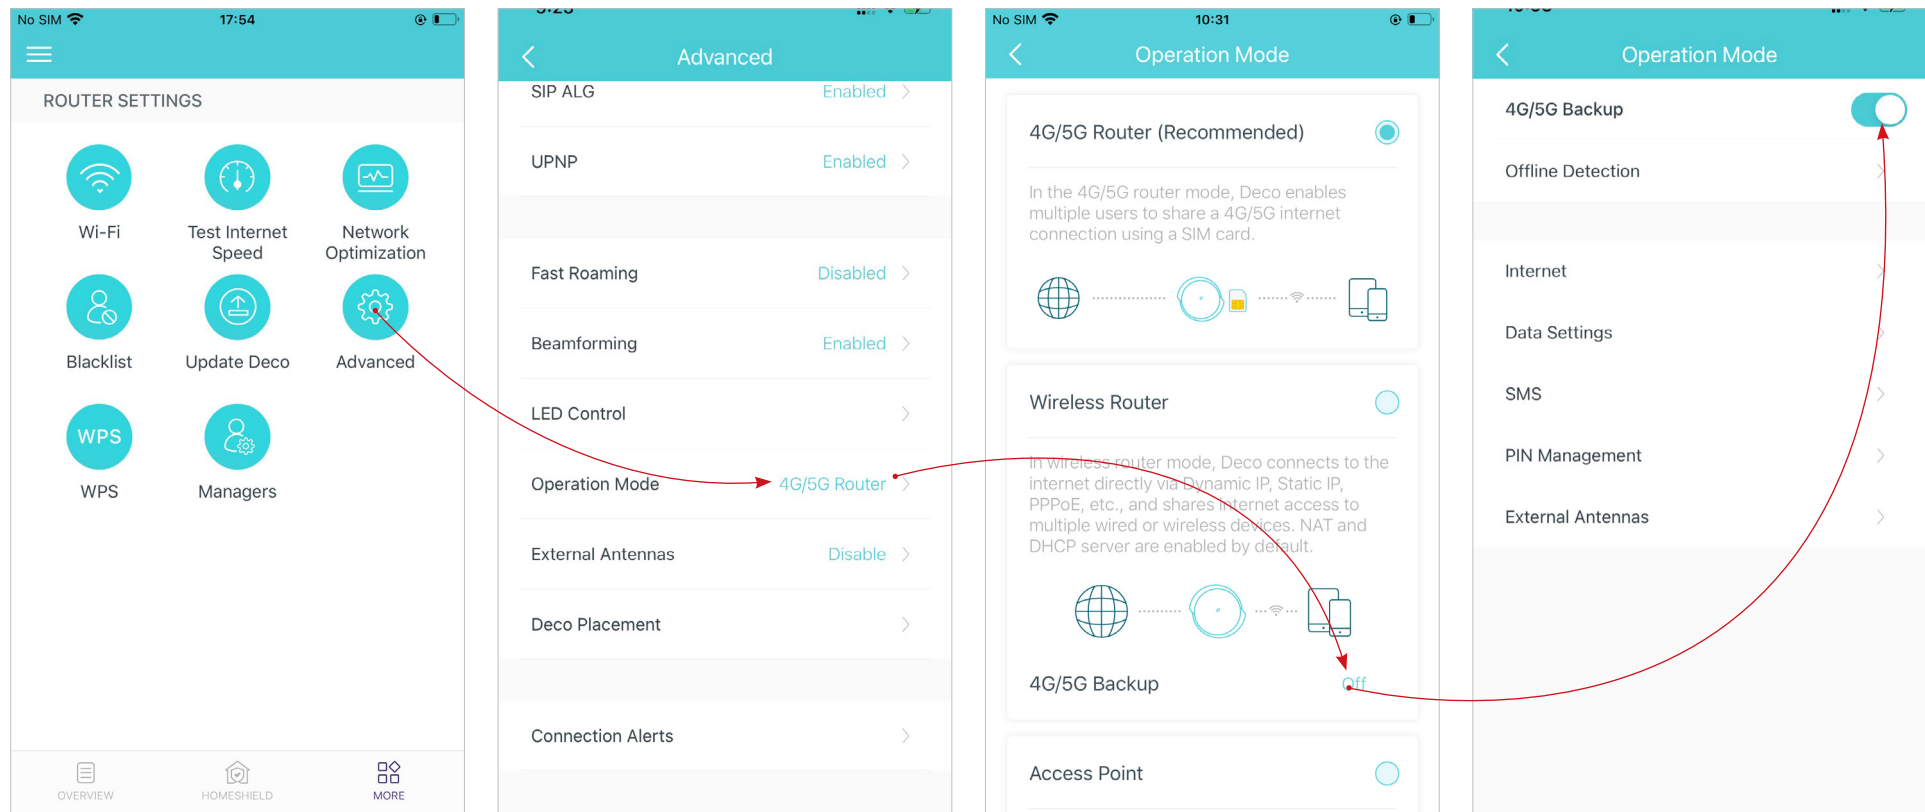 No SIM 17:54
ROUTER SETTINGS
Wi-Fi
Test Internet
Speed
Network
Optimization
Blacklist
Update Deco
Advanced
WPS
WPS
Managers
OVERVIEW
HOMESHIELD
MORE
Advanced
SIP ALG Enabled
UPNP Enabled
Fast Roaming Disabled
Beamforming Enabled
LED Control
Operation Mode 4G/5G Router
External Antennas Disable
Deco Placement
Connection Alerts
No SIM 10:31
Operation Mode
4G/5G Router (Recommended)
In the 4G/5G router mode, Deco enables
multiple users to share a 4G/5G internet
connection using a SIM card.
Wireless Router
In wireless router mode, Deco connects to the
internet directly via Dynamic IP, Static IP,
PPPoE, etc., and shares internet access to
multiple wired or wireless devices. NAT and
DHCP server are enabled by default.
4G/5G Backup Off
Access Point
Operation Mode
4G/5G Backup
Offline Detection
Internet
Data Settings
SMS
PIN Management
External Antennas